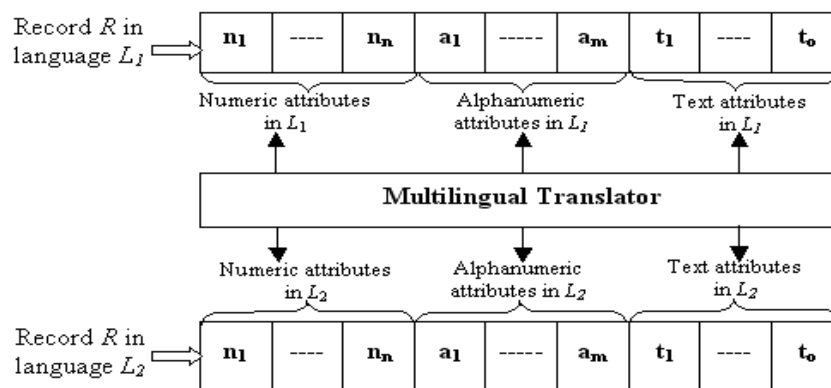 Record R in
language L1
n1 ---- nn a1 ----- am t1 ---- to
Numeric attributes
in L1
Alphanumeric
attributes in L1
Text attributes
in L1
Multilingual Translator
Numeric attributes
in L2
Alphanumeric
attributes in L2
Text attributes
in L2
Record R in
language L2
n1 ---- nn a1 ----- am t1 ---- to